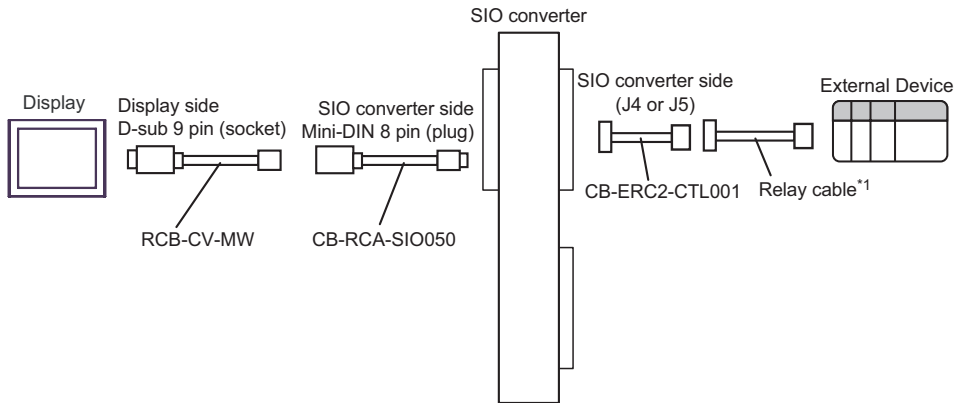 SIO converter
Display
Display side
D-sub 9 pin (socket)
SIO converter side
Mini-DIN 8 pin (plug)
SIO converter side
(J4 or J5)
External Device
RCB-CV-MW
CB-RCA-SIO050
CB-ERC2-CTL001
Relay cable*1